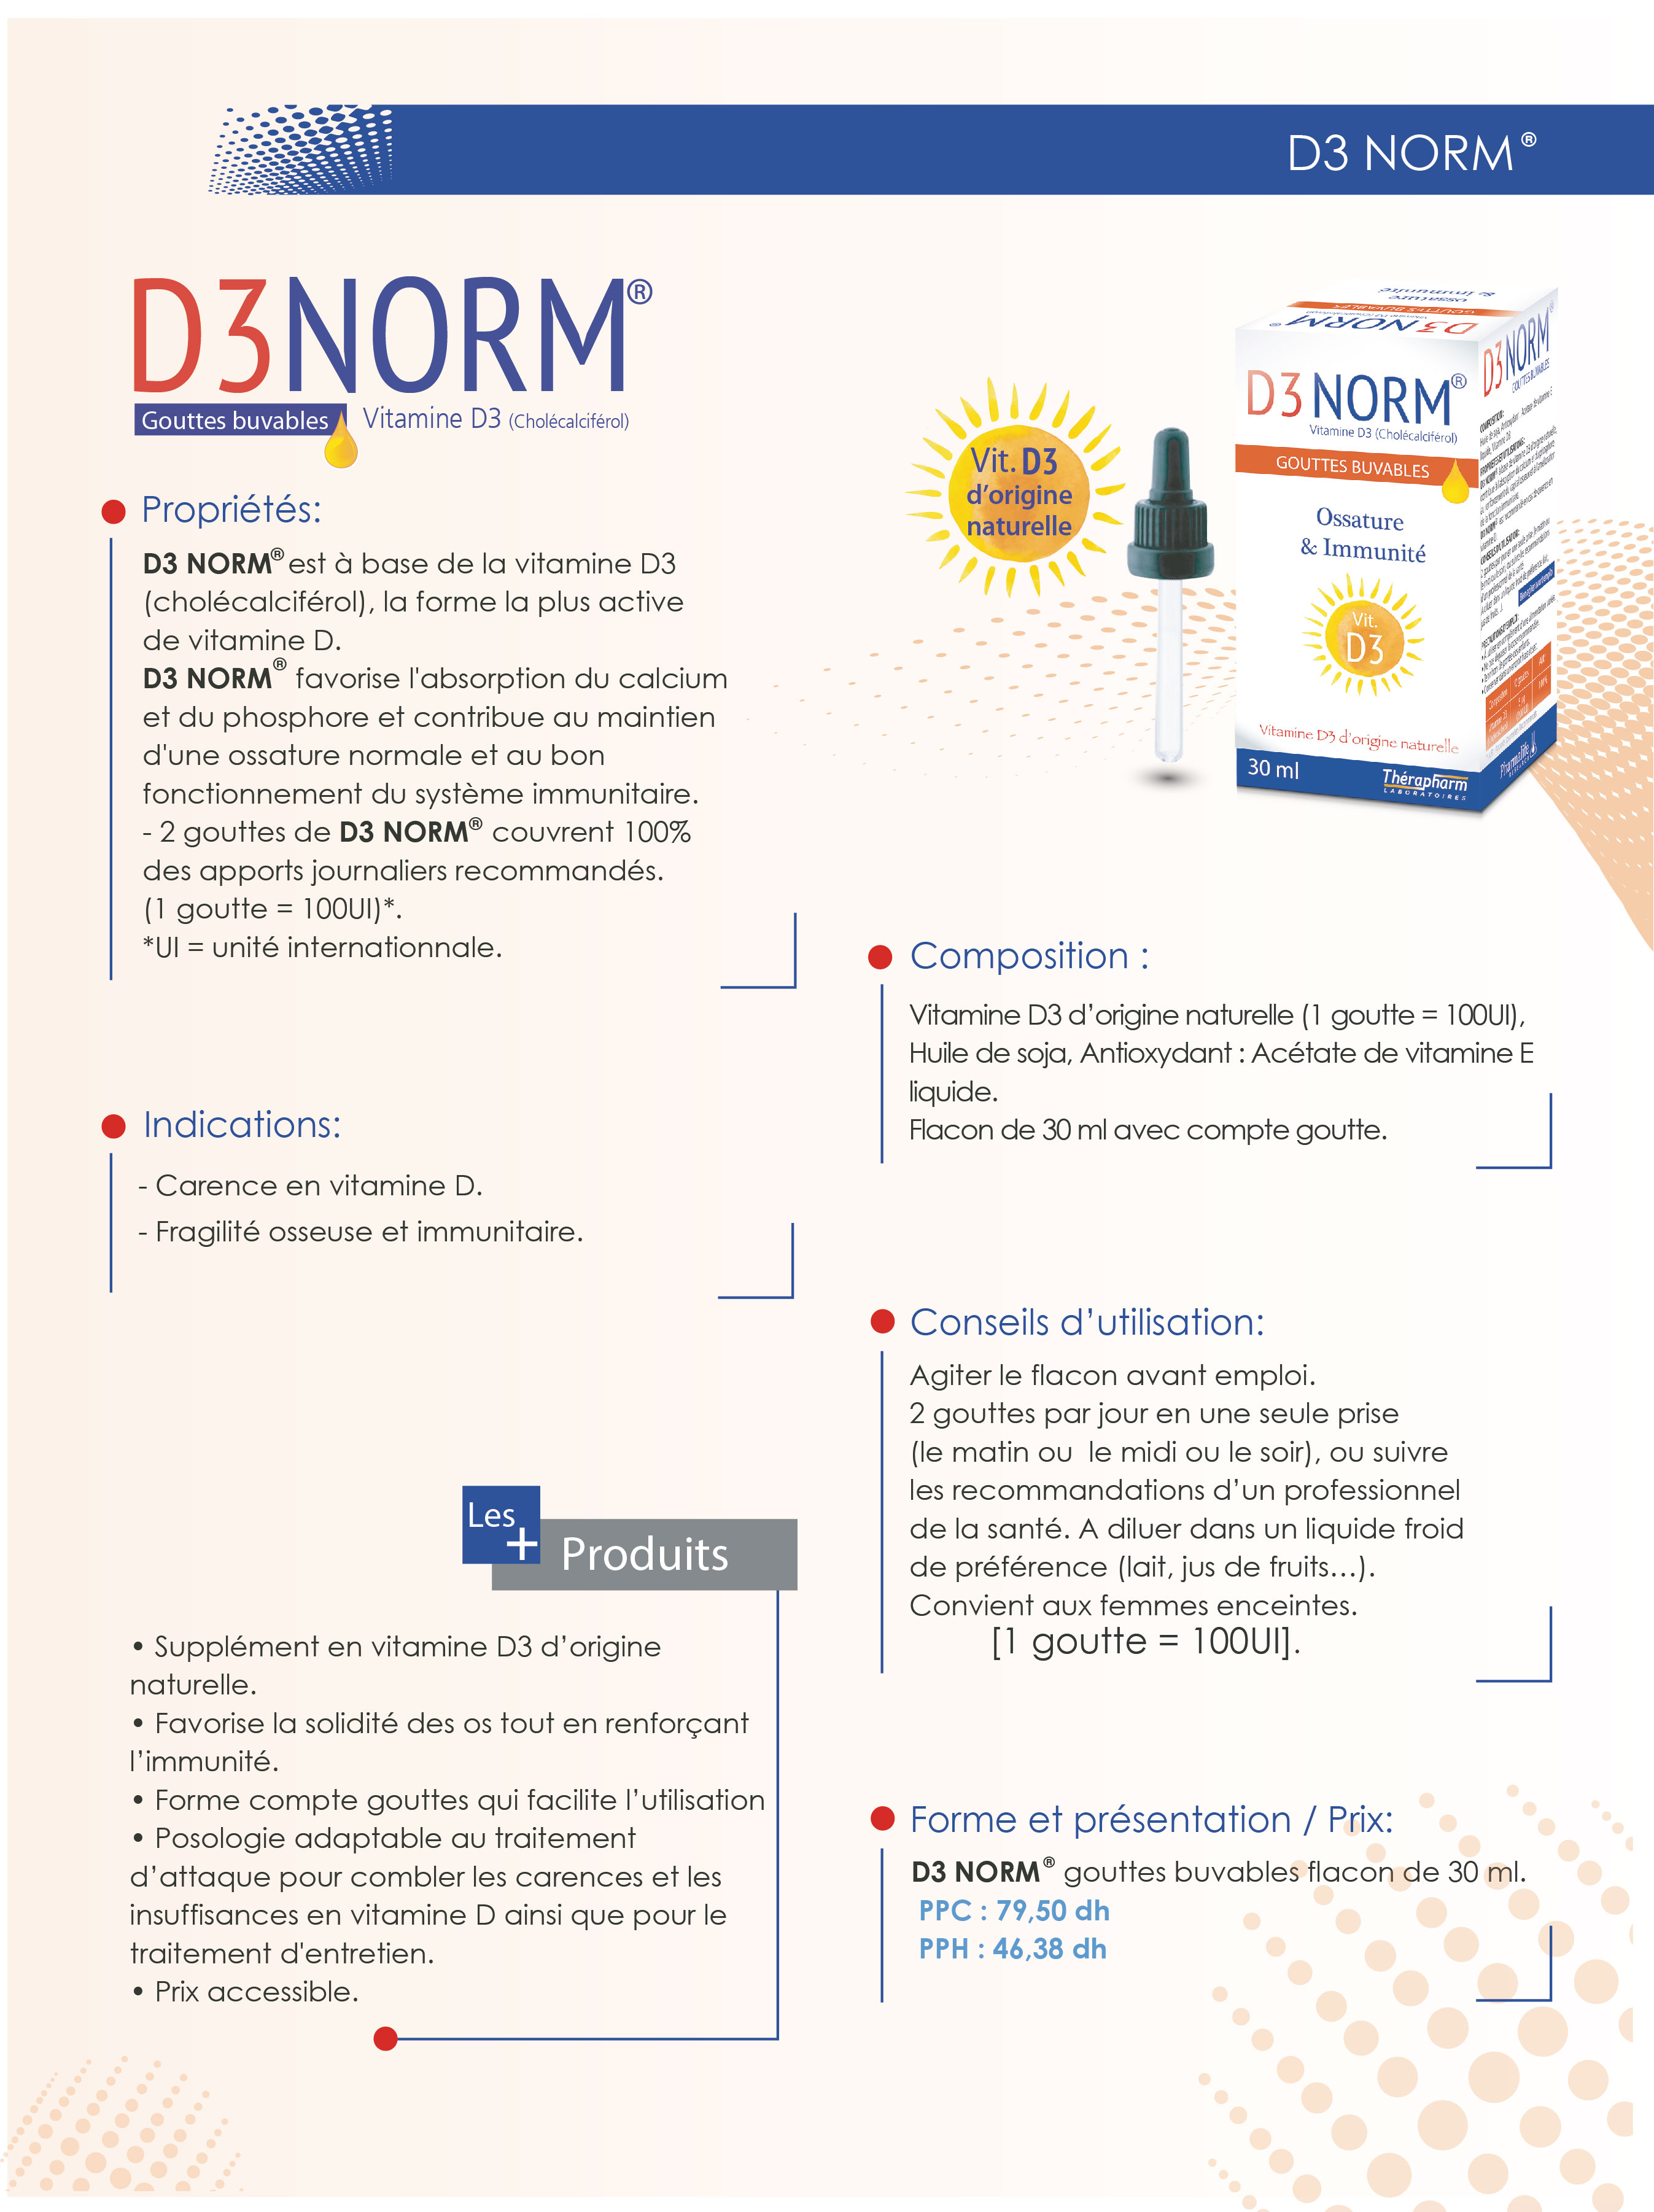 D3 NORM®
D3NORM®
Gouttes buvables
Vitamine D3 (Cholécalciférol)
Propriétés:
D3 NORM® est à base de la vitamine D3
(cholécalciférol), la forme la plus active
de vitamine D.
D3 NORM® favorise l'absorption du calcium
et du phosphore et contribue au maintien
d'une ossature normale et au bon
fonctionnement du système immunitaire.
- 2 gouttes de D3 NORM® couvrent 100%
des apports journaliers recommandés.
(1 goutte = 100UI)*.
*UI = unité internationnale.
Indications:
- Carence en vitamine D.
- Fragilité osseuse et immunitaire.
Les +
Produits
• Supplément en vitamine D3 d’origine
naturelle.
• Favorise la solidité des os tout en renforçant
l’immunité.
• Forme compte gouttes qui facilite l’utilisation
• Posologie adaptable au traitement
d’attaque pour combler les carences et les
insuffisances en vitamine D ainsi que pour le
traitement d'entretien.
• Prix accessible.
Vit. D3
d’origine
naturelle
Ossature
& Immunité
GOUTTES BUVABLES
D3 NORM®
D3 NORM®
Vitamine D3 (Cholécalciférol)
GOUTTES BUVABLES
Ossature
& Immunité
Vit.
D3
Vitamine D3 d'origine naturelle
30 ml
Thérapharm
LABORATOIRES
D3 NORM®
GOUTTES BUVABLES
Composition :
Vitamine D3 d’origine naturelle (1 goutte = 100UI),
Huile de soja, Antioxydant : Acétate de vitamine E
liquide.
Flacon de 30 ml avec compte goutte.
Conseils d’utilisation:
Agiter le flacon avant emploi.
2 gouttes par jour en une seule prise
(le matin ou le midi ou le soir), ou suivre
les recommandations d’un professionnel
de la santé. A diluer dans un liquide froid
de préférence (lait, jus de fruits...).
Convient aux femmes enceintes.
[1 goutte = 100UI].
Forme et présentation / Prix:
D3 NORM® gouttes buvables flacon de 30 ml.
PPC : 79,50 dh
PPH : 46,38 dh